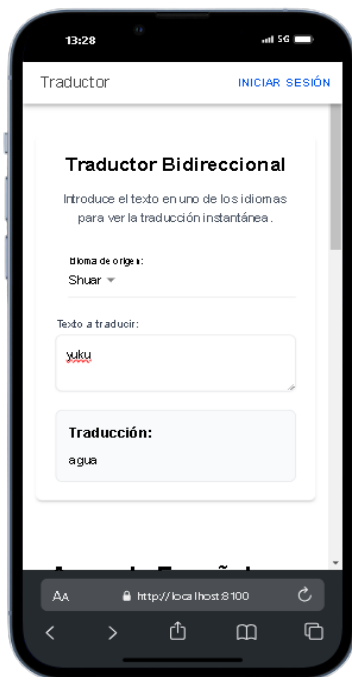 13:28
5G
Traductor INICIAR SESIÓN
Traductor Bidireccional
Introduce el texto en uno de los idiomas
para ver la traducción instantánea.
Idioma de origen:
Shuar
Texto a traducir:
yuku
Traducción:
agua
AA http://localhost:8100